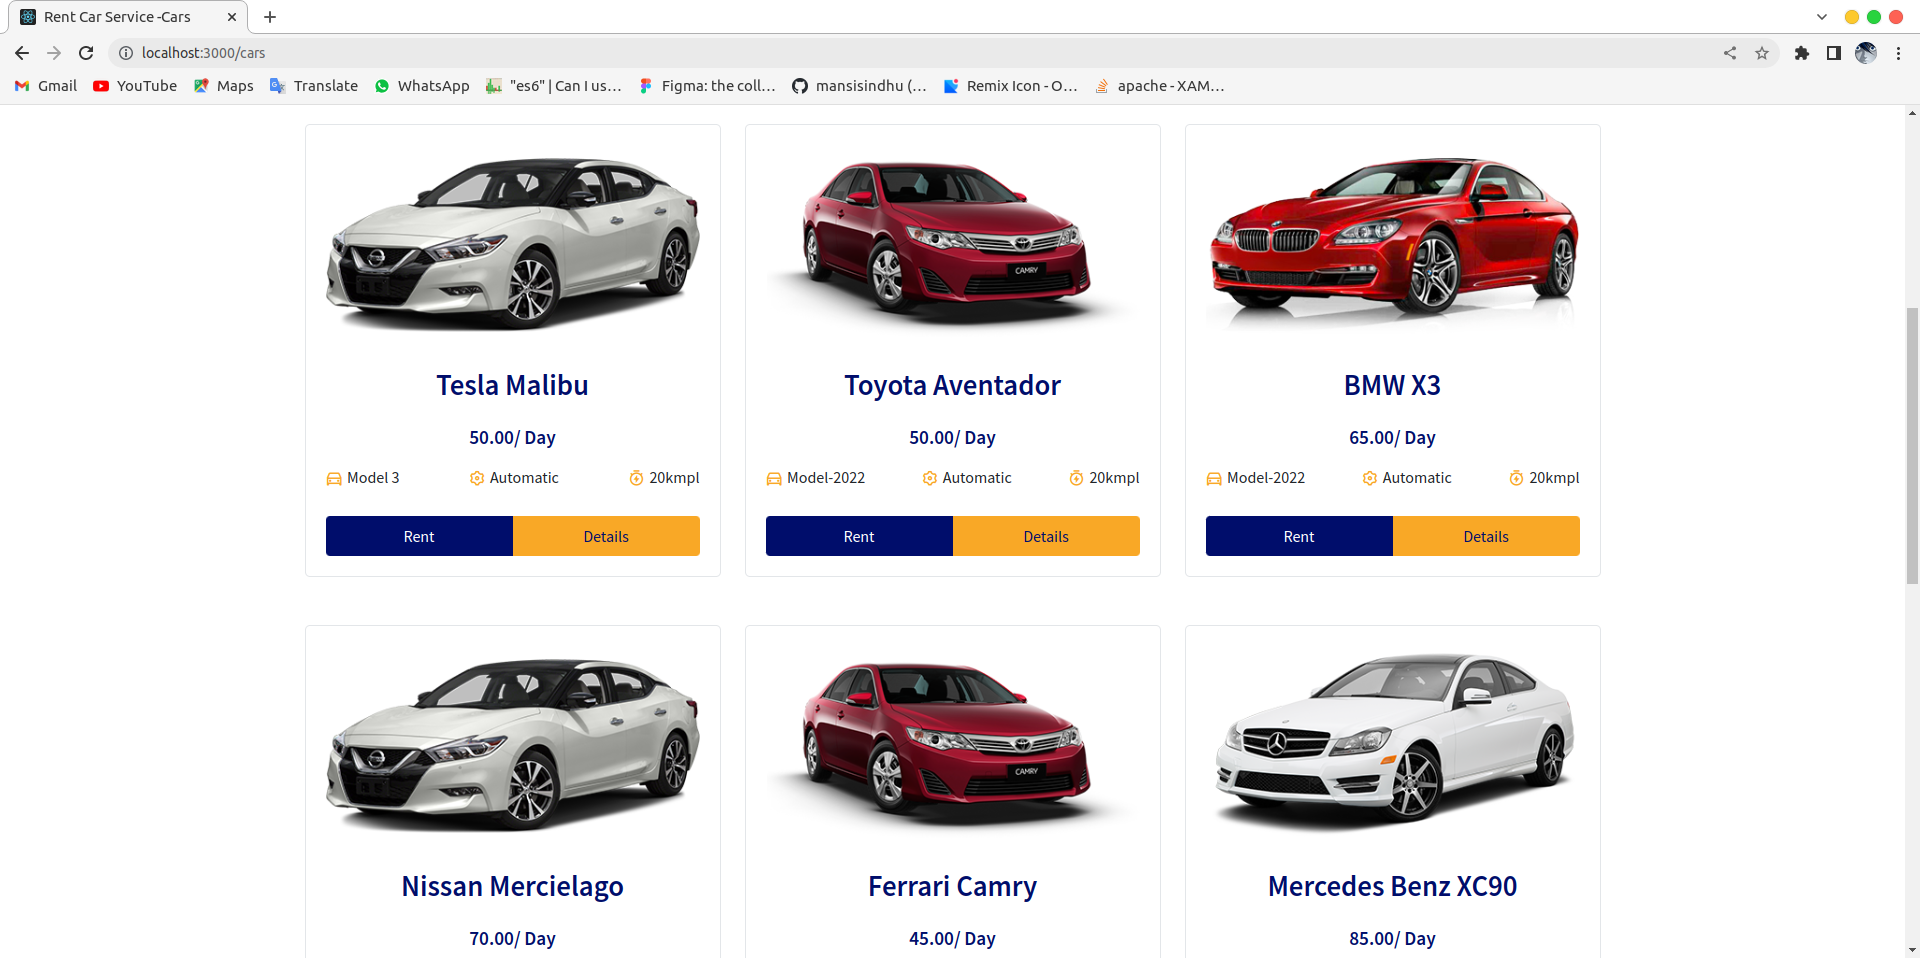 Rent Car Service -Cars
localhost:3000/cars
Gmail YouTube Maps Translate WhatsApp "es6" | Can I us... Figma: the coll... mansisindhu (... Remix Icon - O... apache - XAM...
CAMRY
Tesla Malibu Toyota Aventador BMW X3
50.00/ Day 50.00/ Day 65.00/ Day
Model 3 Automatic 20kmpl Model-2022 Automatic 20kmpl Model-2022 Automatic 20kmpl
Rent Details Rent Details Rent Details
CAMRY
Nissan Mercielago Ferrari Camry Mercedes Benz XC90
70.00/ Day 45.00/ Day 85.00/ Day